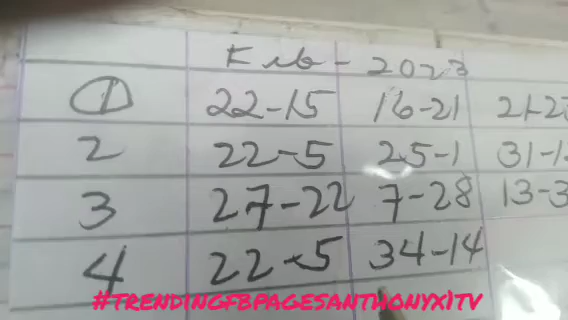 Feb - 2023
1 22-15 16-21
2 22-5 25-1
3 27-22 7-28
4 22-5 34-14
#TRENDINGFBPAGESANTHONYX1TV